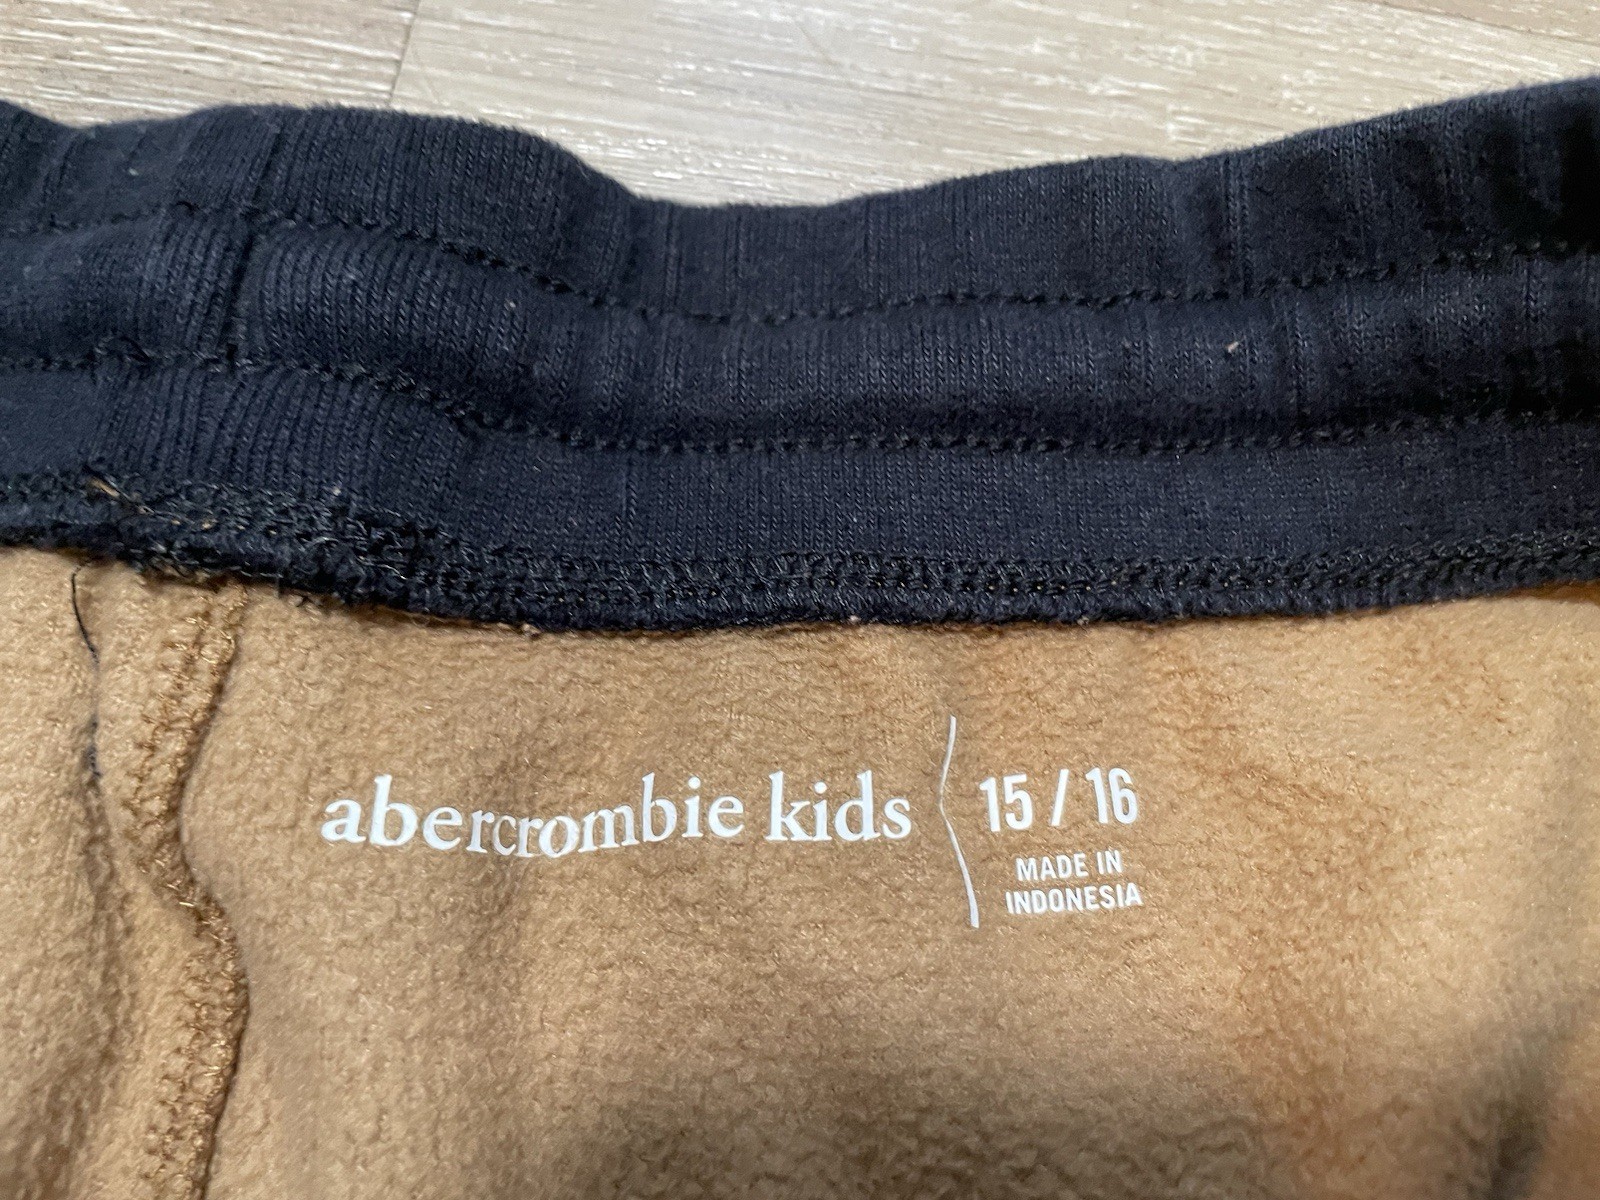 abercrombie kids
15 / 16
MADE IN
INDONESIA